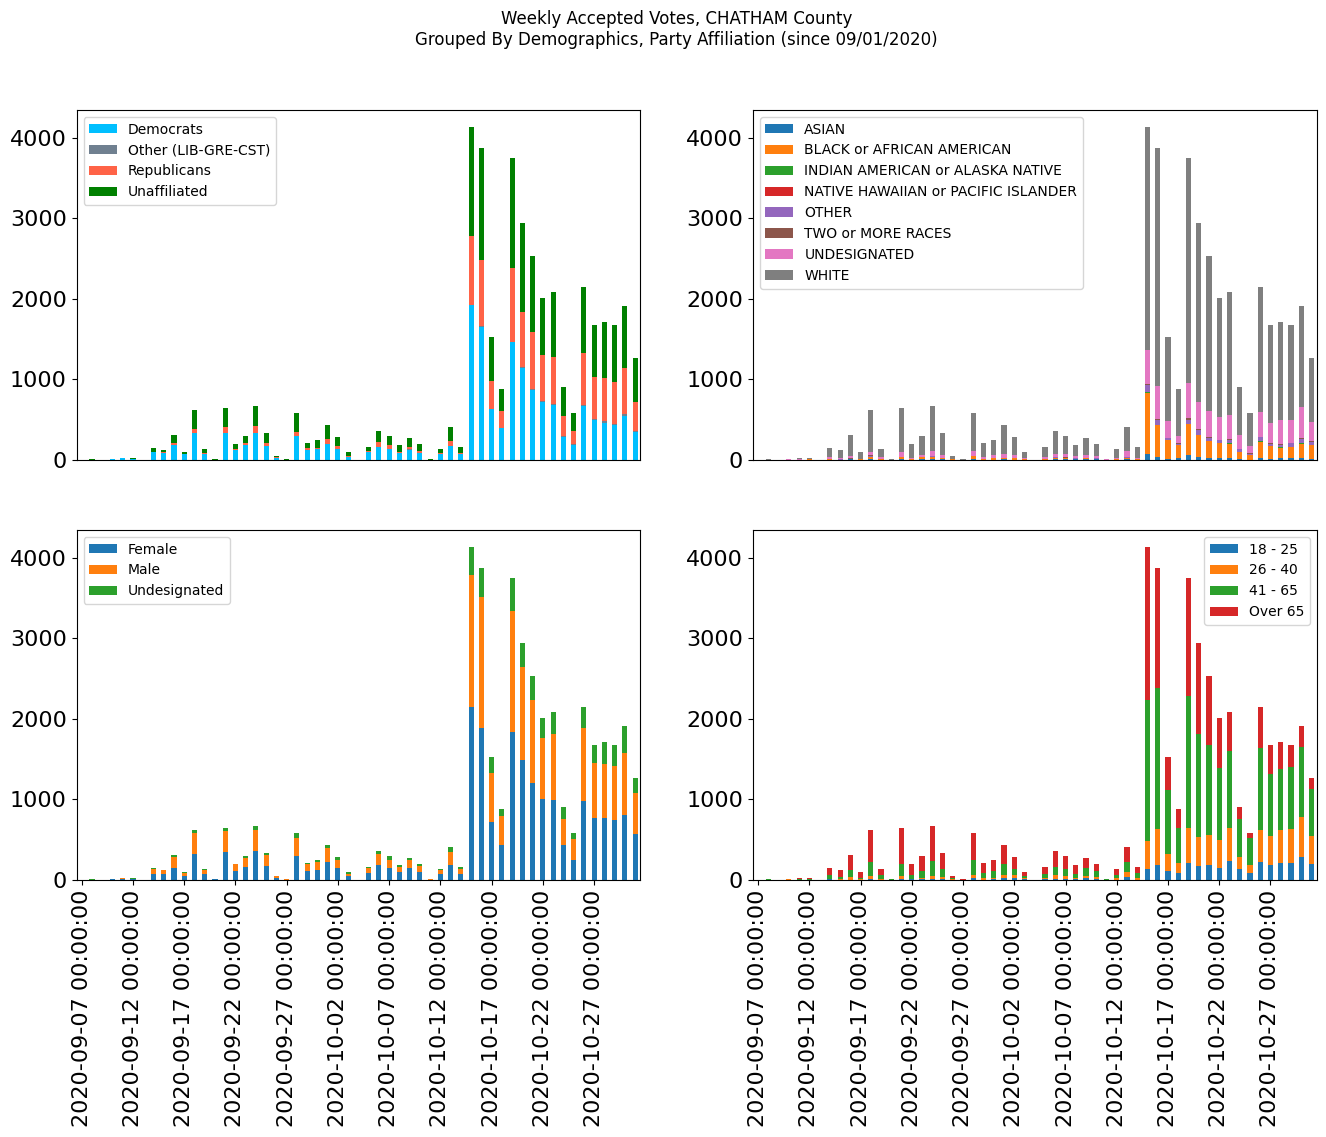 Weekly Accepted Votes, CHATHAM County
Grouped By Demographics, Party Affiliation (since 09/01/2020)
4000
3000
2000
1000
0
Democrats
Other (LIB-GRE-CST)
Republicans
Unaffiliated
4000
3000
2000
1000
0
ASIAN
BLACK or AFRICAN AMERICAN
INDIAN AMERICAN or ALASKA NATIVE
NATIVE HAWAIIAN or PACIFIC ISLANDER
OTHER
TWO or MORE RACES
UNDESIGNATED
WHITE
4000
3000
2000
1000
0
Female
Male
Undesignated
2020-09-07 00:00:00
2020-09-12 00:00:00
2020-09-17 00:00:00
2020-09-22 00:00:00
2020-09-27 00:00:00
2020-10-02 00:00:00
2020-10-07 00:00:00
2020-10-12 00:00:00
2020-10-17 00:00:00
2020-10-22 00:00:00
2020-10-27 00:00:00
4000
3000
2000
1000
0
18 - 25
26 - 40
41 - 65
Over 65
2020-09-07 00:00:00
2020-09-12 00:00:00
2020-09-17 00:00:00
2020-09-22 00:00:00
2020-09-27 00:00:00
2020-10-02 00:00:00
2020-10-07 00:00:00
2020-10-12 00:00:00
2020-10-17 00:00:00
2020-10-22 00:00:00
2020-10-27 00:00:00